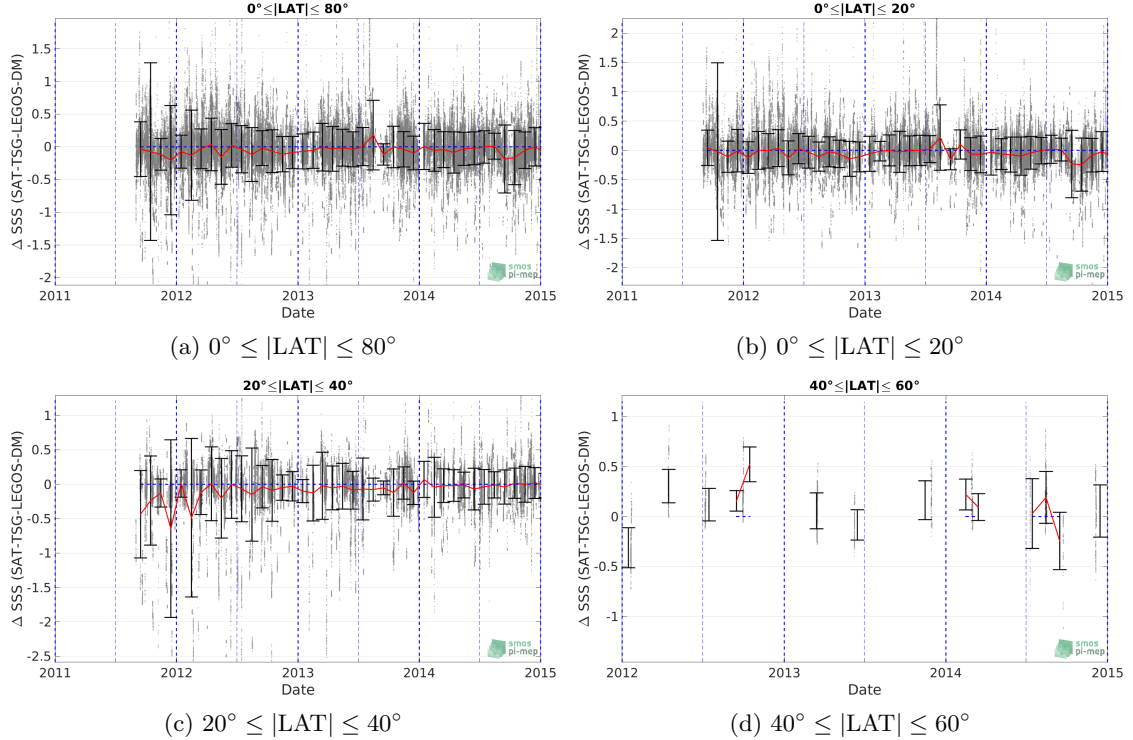 0°≤|LAT|≤ 80°
Δ SSS (SAT-TSG-LEGOS-DM)
1.5
1
0.5
0
-0.5
-1
-1.5
-2
2011
2012
2013
2014
2015
Date
smos
pi-mep
(a) 0° ≤ |LAT| ≤ 80°
0°≤|LAT|≤ 20°
Δ SSS (SAT-TSG-LEGOS-DM)
2
1.5
1
0.5
0
-0.5
-1
-1.5
-2
2011
2012
2013
2014
2015
Date
smos
pi-mep
(b) 0° ≤ |LAT| ≤ 20°
20°≤|LAT|≤ 40°
Δ SSS (SAT-TSG-LEGOS-DM)
1
0.5
0
-0.5
-1
-1.5
-2
-2.5
2011
2012
2013
2014
2015
Date
smos
pi-mep
(c) 20° ≤ |LAT| ≤ 40°
40°≤|LAT|≤ 60°
Δ SSS (SAT-TSG-LEGOS-DM)
1
0.5
0
-0.5
-1
2012
2013
2014
2015
Date
smos
pi-mep
(d) 40° ≤ |LAT| ≤ 60°